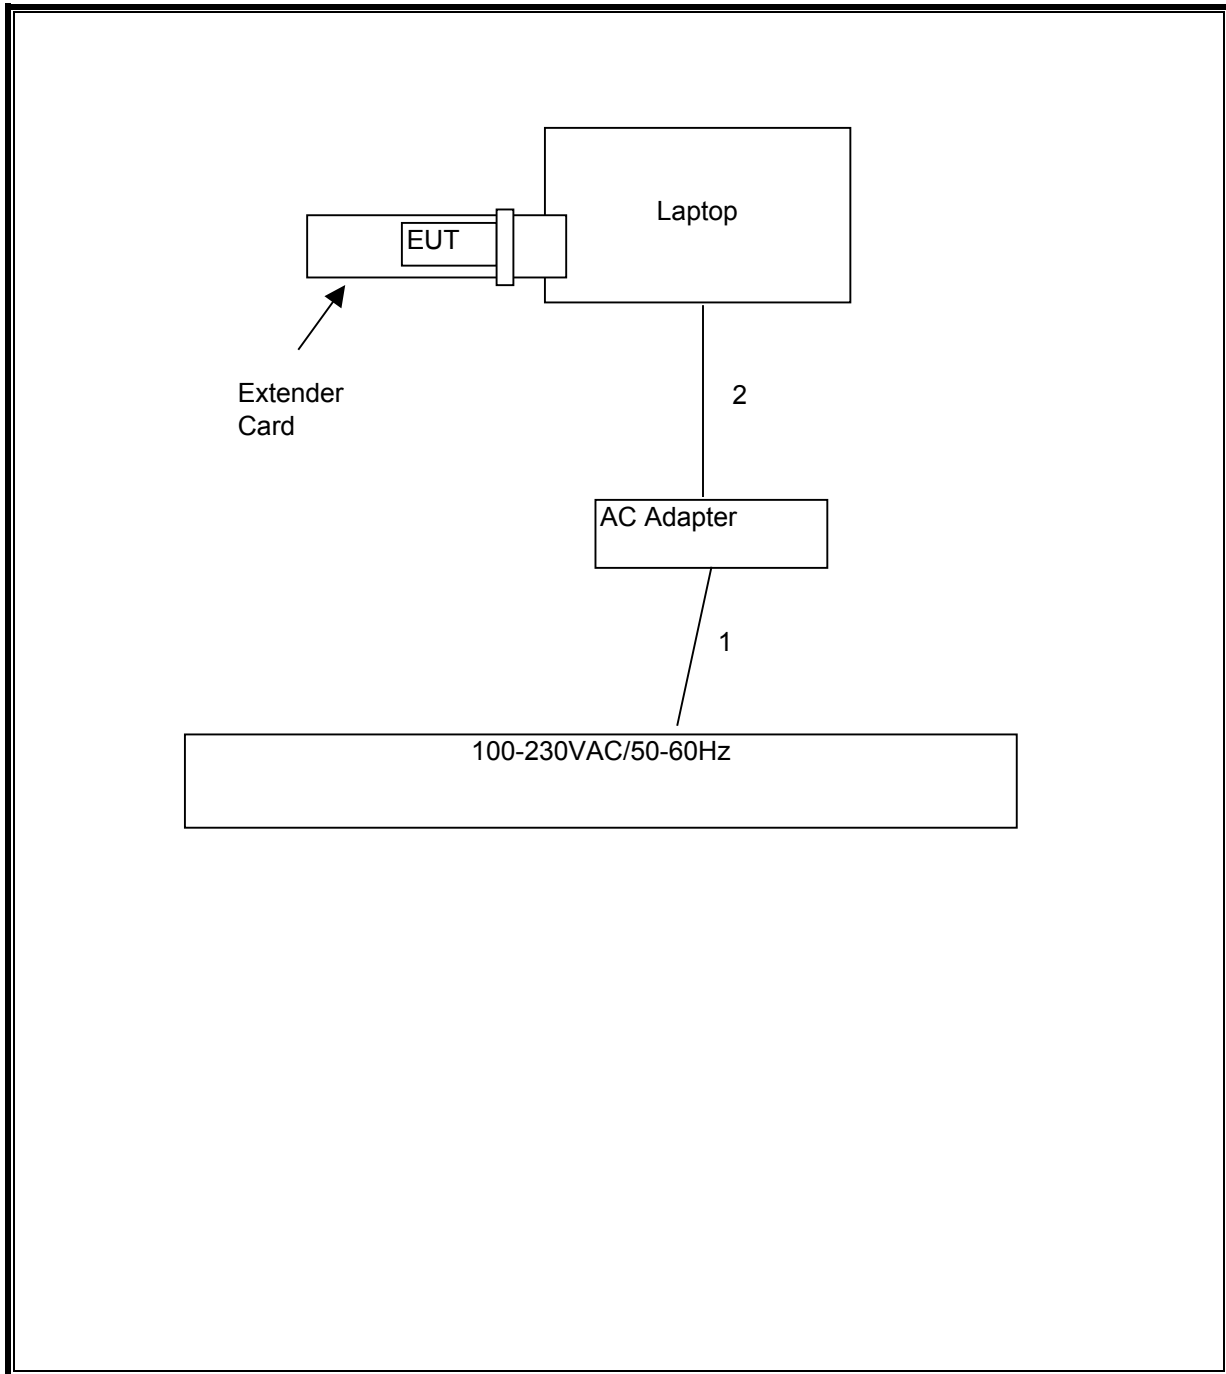 Laptop
EUT
Extender
Card
2
AC Adapter
1
100-230VAC/50-60Hz